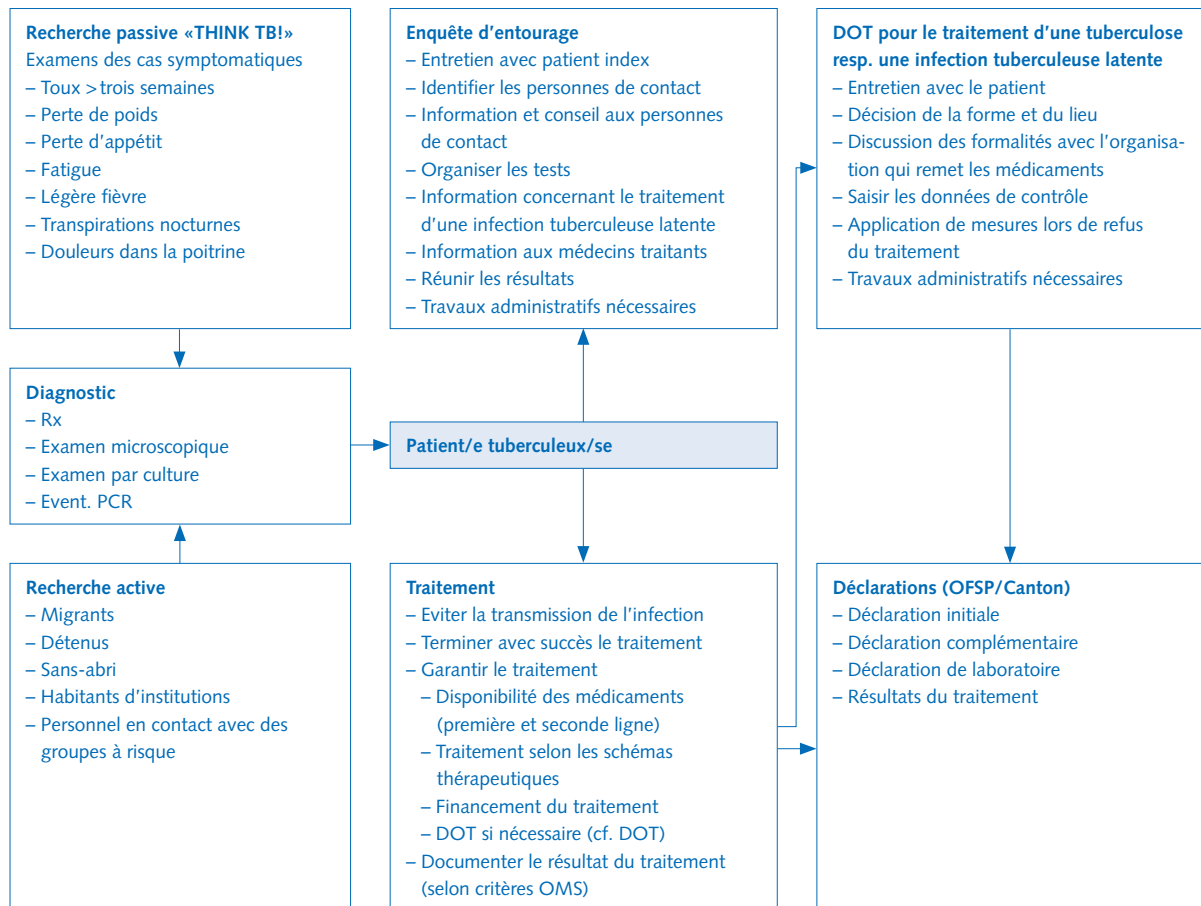 Recherche passive «THINK TB!»
Examens des cas symptomatiques
– Toux > trois semaines
– Perte de poids
– Perte d’appétit
– Fatigue
– Légère fièvre
– Transpirations nocturnes
– Douleurs dans la poitrine
Enquête d’entourage
– Entretien avec patient index
– Identifier les personnes de contact
– Information et conseil aux personnes
de contact
– Organiser les tests
– Information concernant le traitement
d’une infection tuberculeuse latente
– Information aux médecins traitants
– Réunir les résultats
– Travaux administratifs nécessaires
DOT pour le traitement d’une tuberculose
resp. une infection tuberculeuse latente
– Entretien avec le patient
– Décision de la forme et du lieu
– Discussion des formalités avec l’organisa-
tion qui remet les médicaments
– Saisir les données de contrôle
– Application de mesures lors de refus
du traitement
– Travaux administratifs nécessaires
Diagnostic
– Rx
– Examen microscopique
– Examen par culture
– Event. PCR
Patient/e tuberculeux/se
Recherche active
– Migrants
– Détenus
– Sans-abri
– Habitants d’institutions
– Personnel en contact avec des
groupes à risque
Traitement
– Eviter la transmission de l’infection
– Terminer avec succès le traitement
– Garantir le traitement
– Disponibilité des médicaments
(première et seconde ligne)
– Traitement selon les schémas
thérapeutiques
– Financement du traitement
– DOT si nécessaire (cf. DOT)
– Documenter le résultat du traitement
(selon critères OMS)
Déclarations (OFSP/Canton)
– Déclaration initiale
– Déclaration complémentaire
– Déclaration de laboratoire
– Résultats du traitement